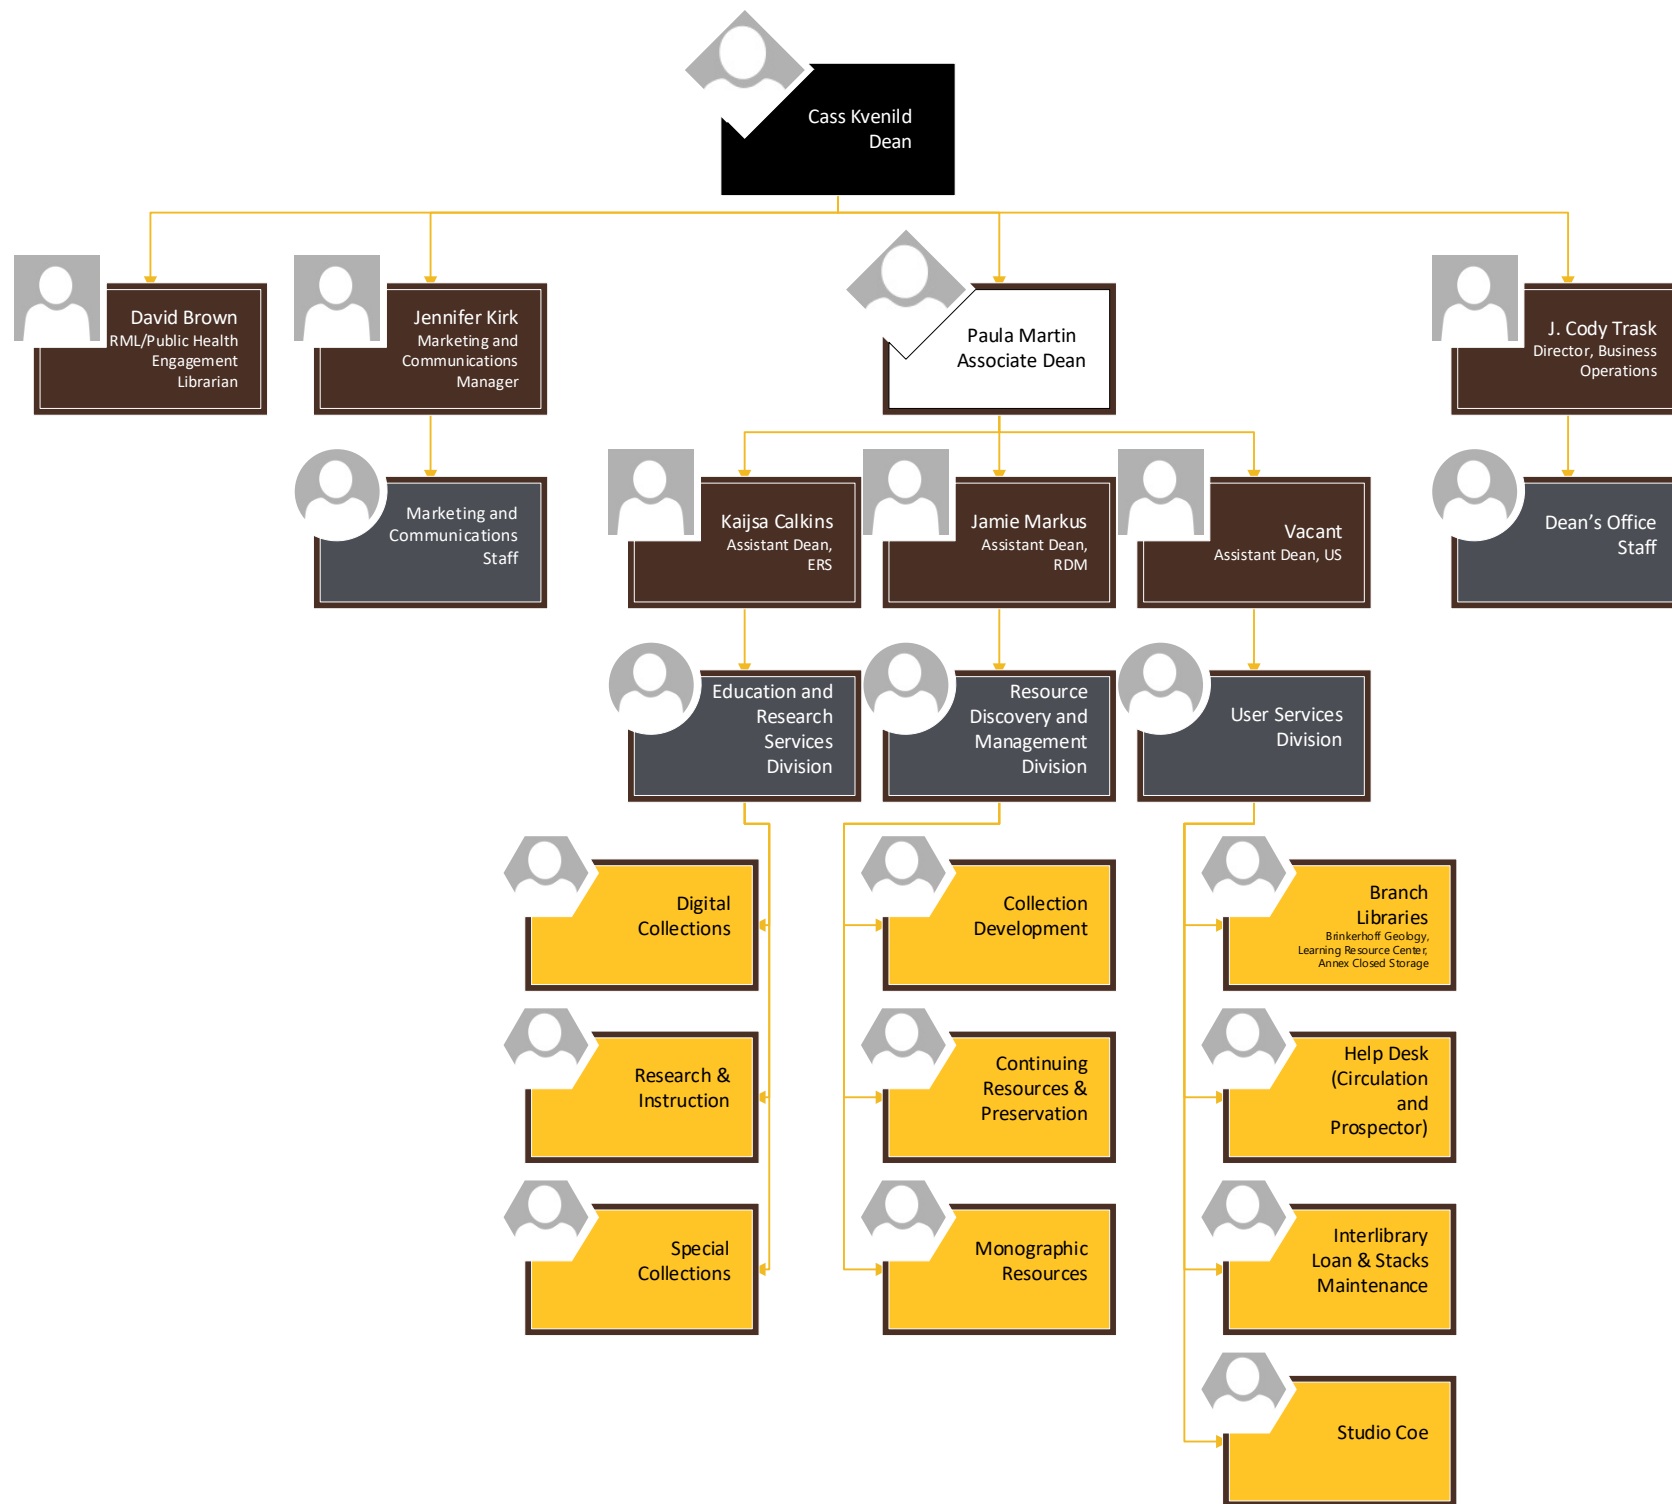 Cass Kvenild
Dean
David Brown
RML/Public Health
Engagement
Librarian
Jennifer Kirk
Marketing and
Communications
Manager
Paula Martin
Associate Dean
J. Cody Trask
Director, Business
Operations
Marketing and
Communications
Staff
Kaijsa Calkins
Assistant Dean,
ERS
Jamie Markus
Assistant Dean,
RDM
Vacant
Assistant Dean, US
Dean’s Office
Staff
Education and
Research
Services
Division
Resource
Discovery and
Management
Division
User Services
Division
Digital
Collections
Collection
Development
Branch
Libraries
Brinkerhoff Geology,
Learning Resource Center,
Annex Closed Storage
Research &
Instruction
Continuing
Resources &
Preservation
Help Desk
(Circulation
and
Prospector)
Special
Collections
Monographic
Resources
Interlibrary
Loan & Stacks
Maintenance
Studio Coe